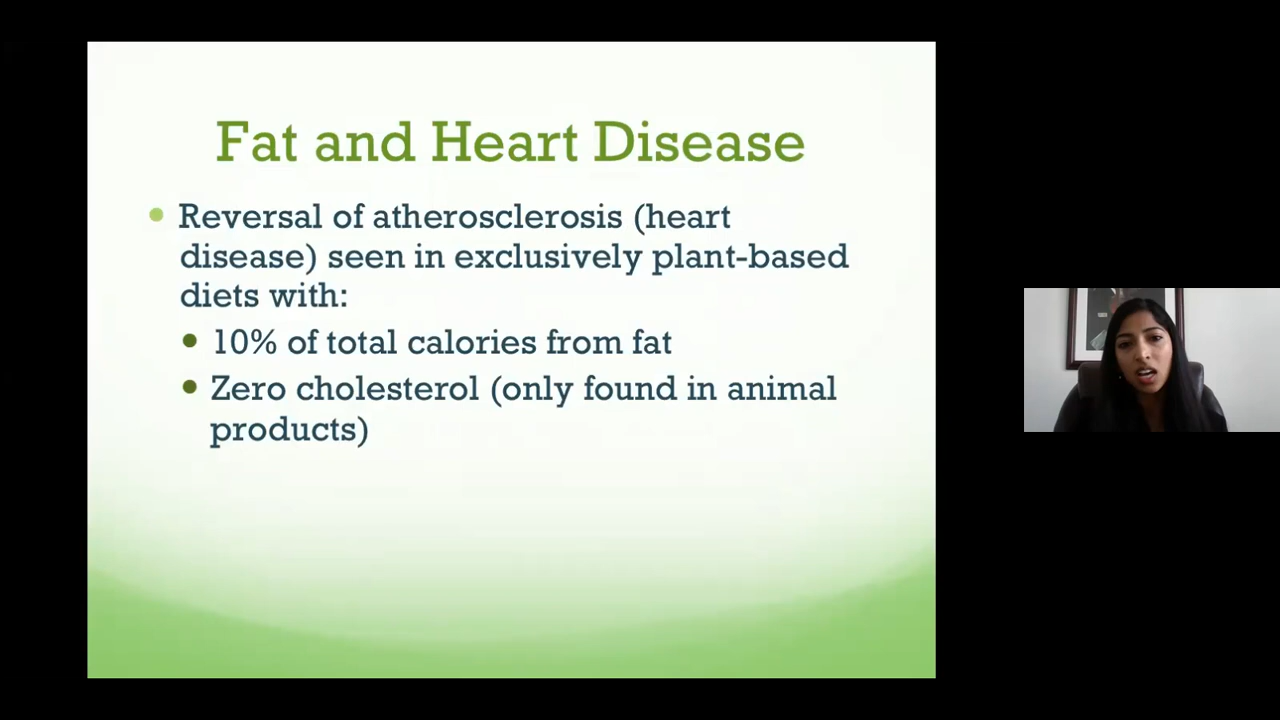 Fat and Heart Disease
Reversal of atherosclerosis (heart
disease) seen in exclusively plant-based
diets with:
10% of total calories from fat
Zero cholesterol (only found in animal
products)